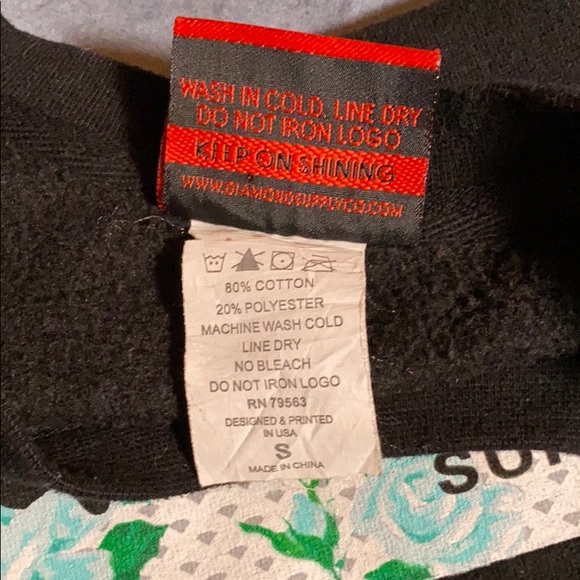 WASH IN COLD. LINE DRY
DO NOT IRON LOGO
KEEP ON SHINING
WWW.DIAMONDSUPPLYCO.COM
80% COTTON
20% POLYESTER
MACHINE WASH COLD
LINE DRY
NO BLEACH
DO NOT IRON LOGO
RN 79563
DESIGNED & PRINTED
IN USA
S
MADE IN CHINA